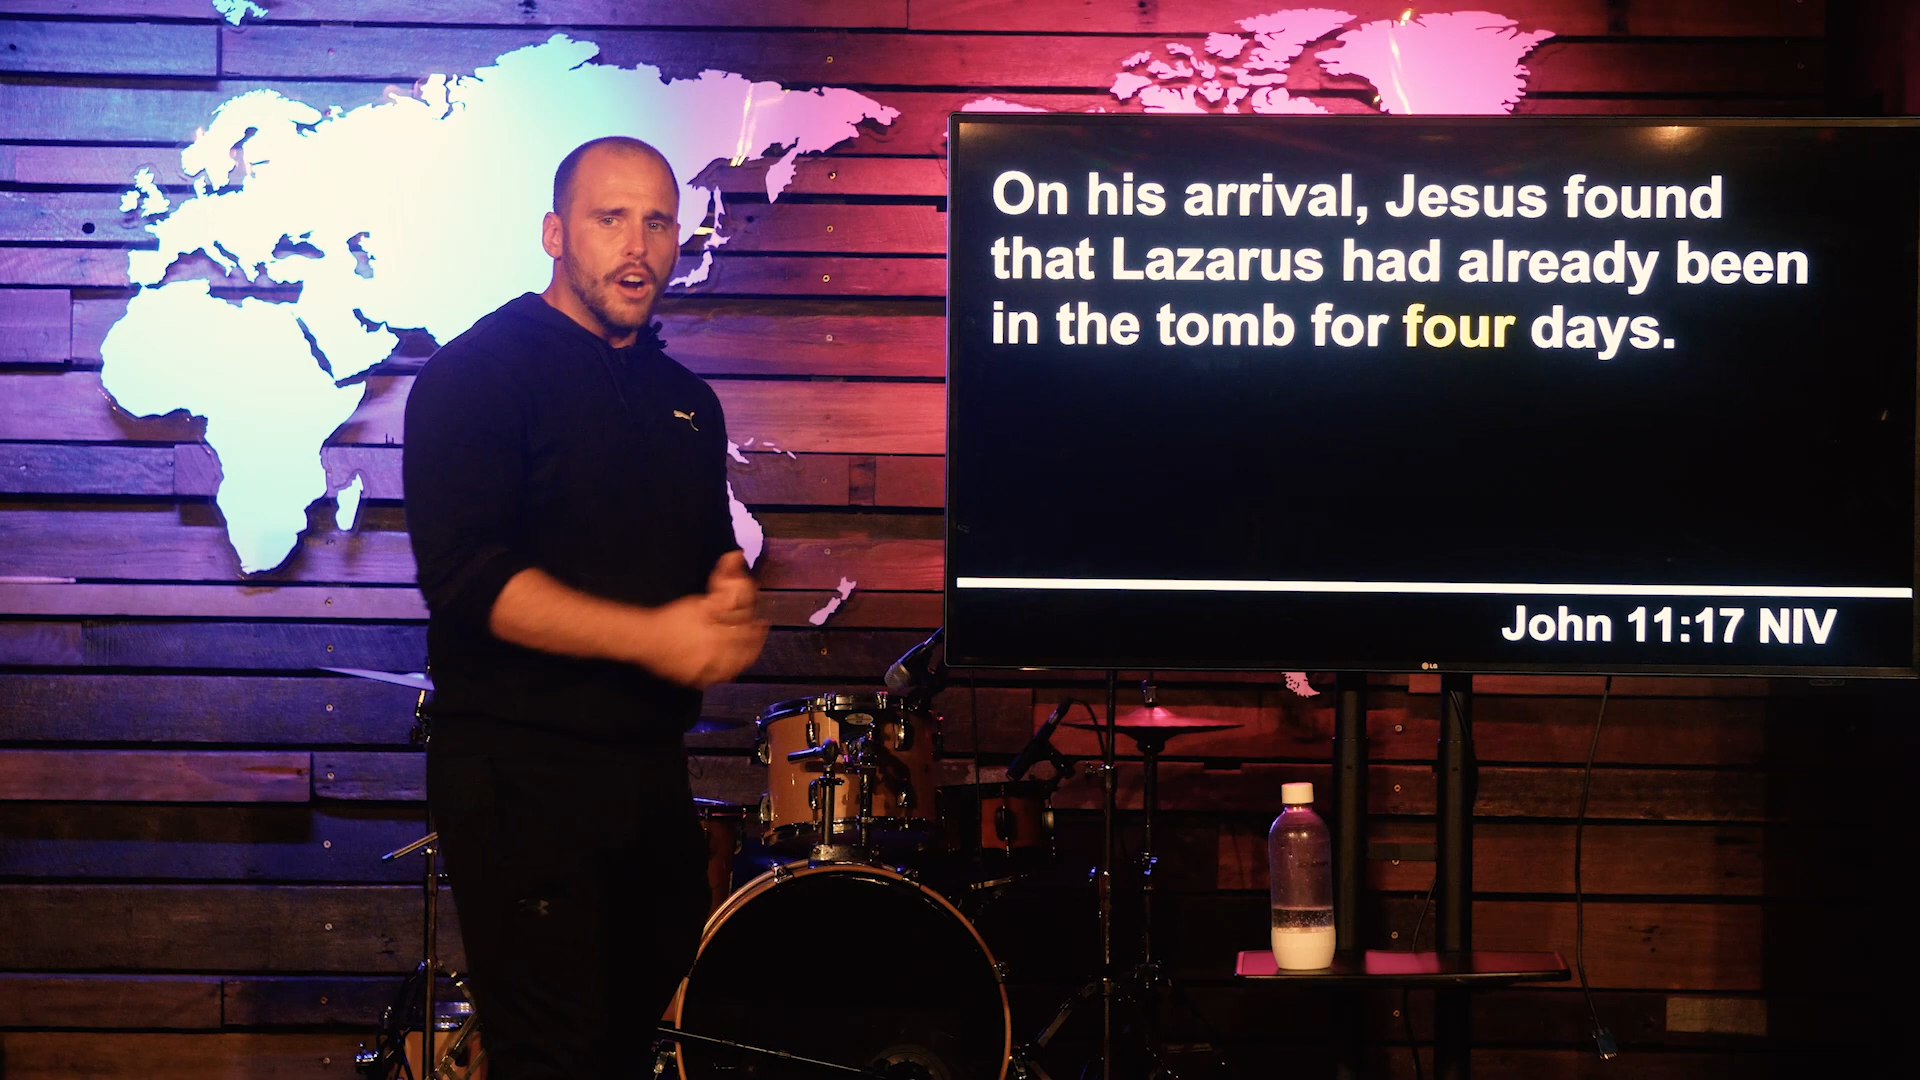 On his arrival, Jesus found
that Lazarus had already been
in the tomb for four days.
John 11:17 NIV
LG